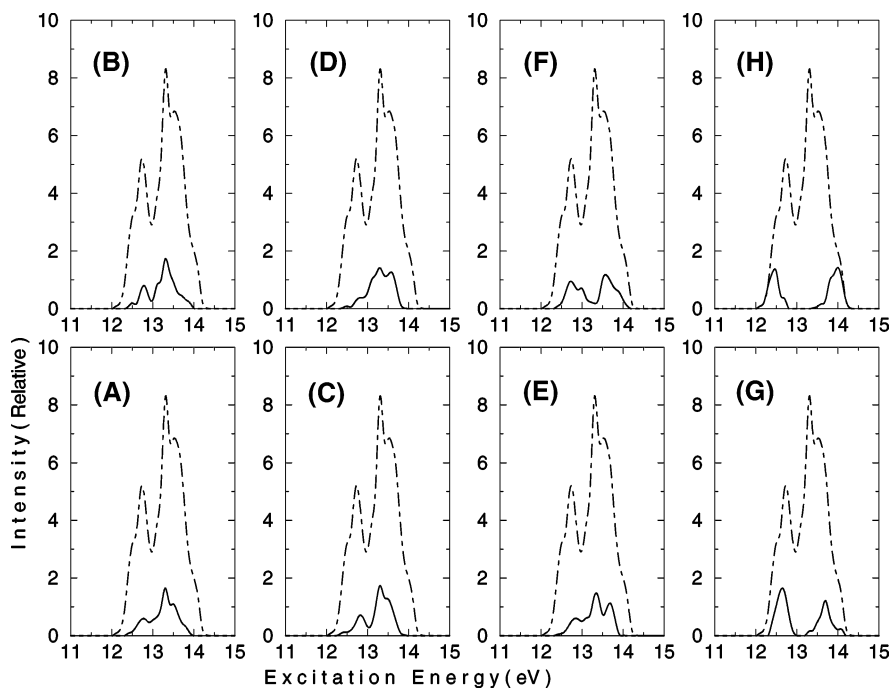 10 10 10 10
(B) (D) (F) (H)
8 8 8 8
6 6 6 6
4 4 4 4
2 2 2 2
0 0 0 0
11 12 13 14 15 11 12 13 14 15 11 12 13 14 15 11 12 13 14 15
Intensity(Relative)
10 10 10 10
(A) (C) (E) (G)
8 8 8 8
6 6 6 6
4 4 4 4
2 2 2 2
0 0 0 0
11 12 13 14 15 11 12 13 14 15 11 12 13 14 15 11 12 13 14 15
Excitation Energy(eV)